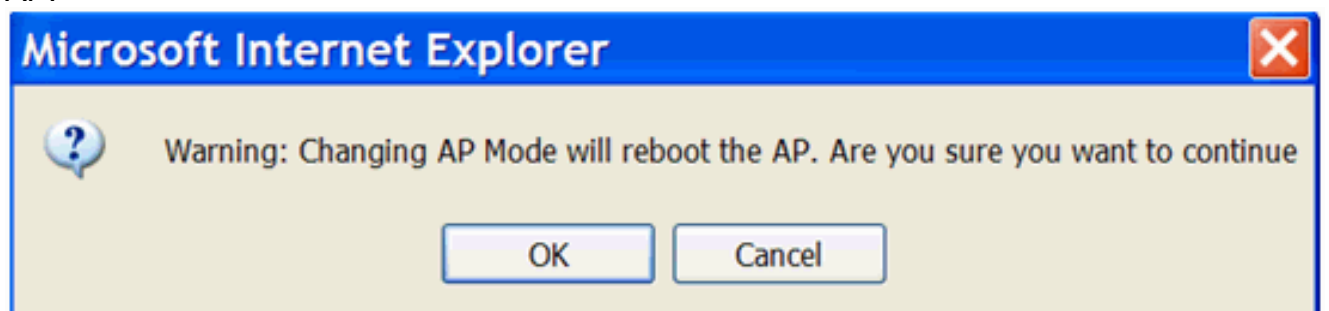 Microsoft Internet Explorer
Warning: Changing AP Mode will reboot the AP. Are you sure you want to continue
OK
Cancel